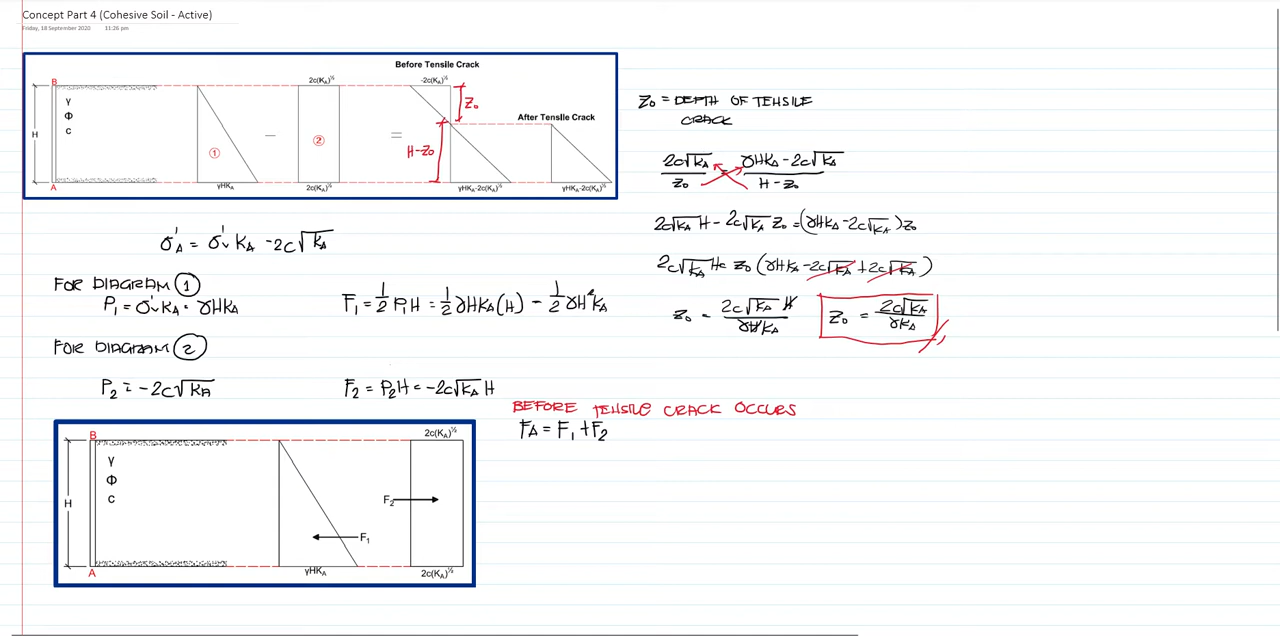 Concept Part 4 (Cohesive Soil - Active)
Friday, 18 September 2020 11:26 pm
Before Tensile Crack
B
2c(KA)^½
-2c(KA)^½
Z₀
γ
Φ
c
After Tensile Crack
H
①
−
②
=
H-Z₀
A
γHKA
2c(KA)^½
γHKA-2c(KA)^½
γHKA-2c(KA)^½
σ'A = σ'v KA - 2c√KA
FOR DIAGRAM ①
P₁ = σ'v KA = γHKA
F₁ = 1/2 P₁H = 1/2 γHKA(H) - 1/2 γH²KA
FOR DIAGRAM ②
P₂ = -2c√KA
F₂ = P₂H = -2c√KA H
Z₀ = DEPTH OF TENSILE
CRACK
2c√KA / Z₀ = γHKA - 2c√KA / H - Z₀
2c√KA H - 2c√KA Z₀ = (γHKA - 2c√KA) Z₀
2c√KA H = Z₀ (γHKA - 2c√KA + 2c√KA)
Z₀ = 2c√KA H / γHKA
Z₀ = 2c√KA / γKA
BEFORE TENSILE CRACK OCCURS
FA = F₁ + F₂
B
2c(KA)^½
γ
Φ
c
H
F₂
F₁
A
γHKA
2c(KA)^½